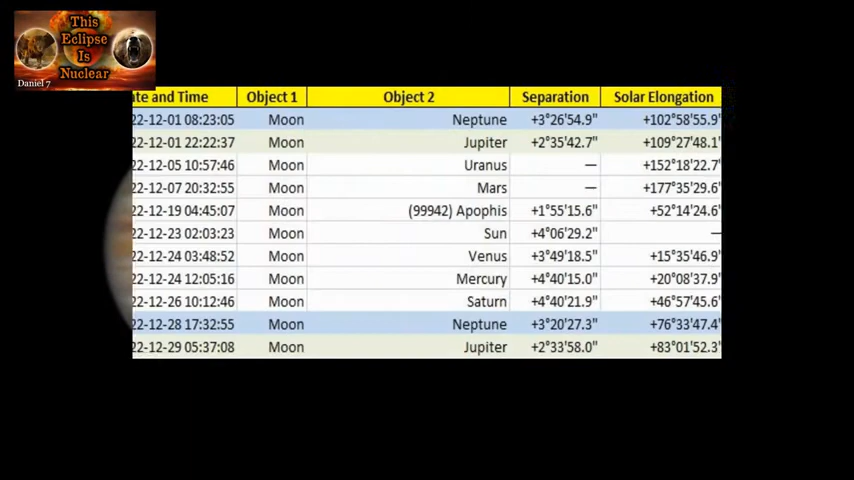 This
Eclipse
Is
Nuclear
Daniel 7
ate and Time Object 1 Object 2 Separation Solar Elongation
22-12-01 08:23:05 Moon Neptune +3°26'54.9" +102°58'55.9"
22-12-01 22:22:37 Moon Jupiter +2°35'42.7" +109°27'48.1"
22-12-05 10:57:46 Moon Uranus — +152°18'22.7"
22-12-07 20:32:55 Moon Mars — +177°35'29.6"
22-12-19 04:45:07 Moon (99942) Apophis +1°55'15.6" +52°14'24.6"
22-12-23 02:03:23 Moon Sun +4°06'29.2" —
22-12-24 03:48:52 Moon Venus +3°49'18.5" +15°35'46.9"
22-12-24 12:05:16 Moon Mercury +4°40'15.0" +20°08'37.9"
22-12-26 10:12:46 Moon Saturn +4°40'21.9" +46°57'45.6"
22-12-28 17:32:55 Moon Neptune +3°20'27.3" +76°33'47.4"
22-12-29 05:37:08 Moon Jupiter +2°33'58.0" +83°01'52.3"